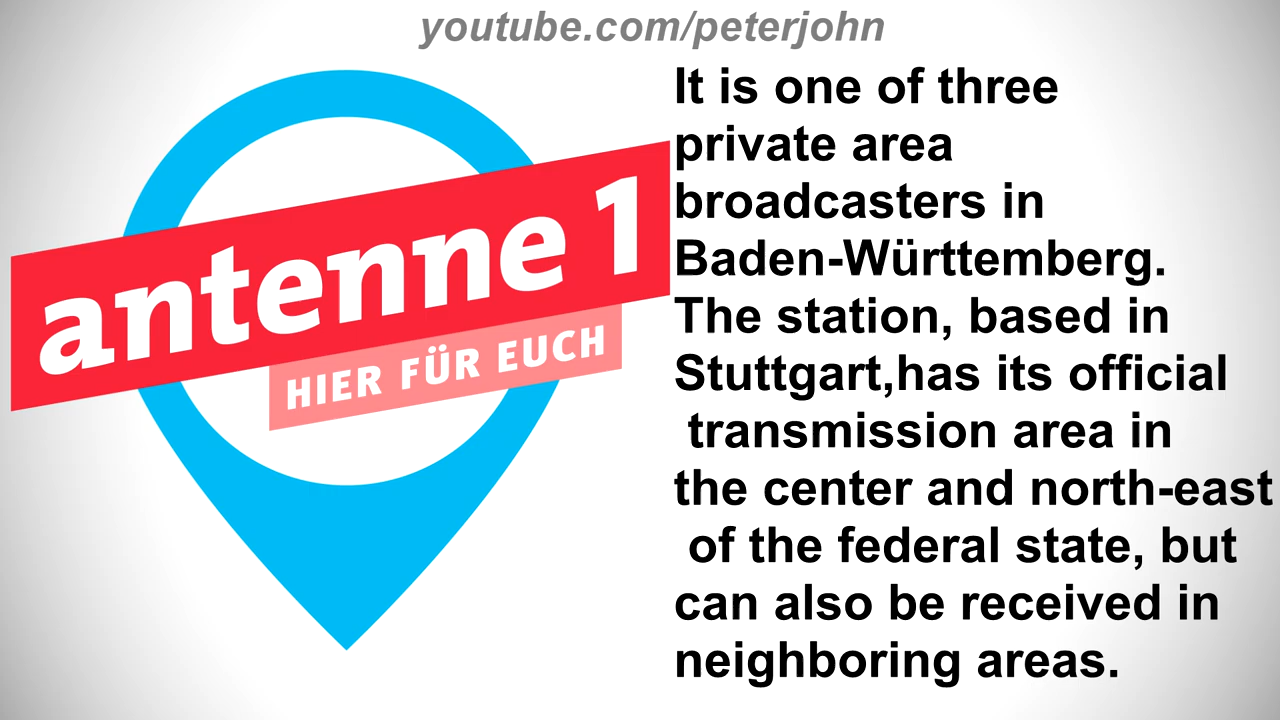 youtube.com/peterjohn
antenne 1
HIER FÜR EUCH
It is one of three
private area
broadcasters in
Baden-Württemberg.
The station, based in
Stuttgart,has its official
transmission area in
the center and north-east
of the federal state, but
can also be received in
neighboring areas.